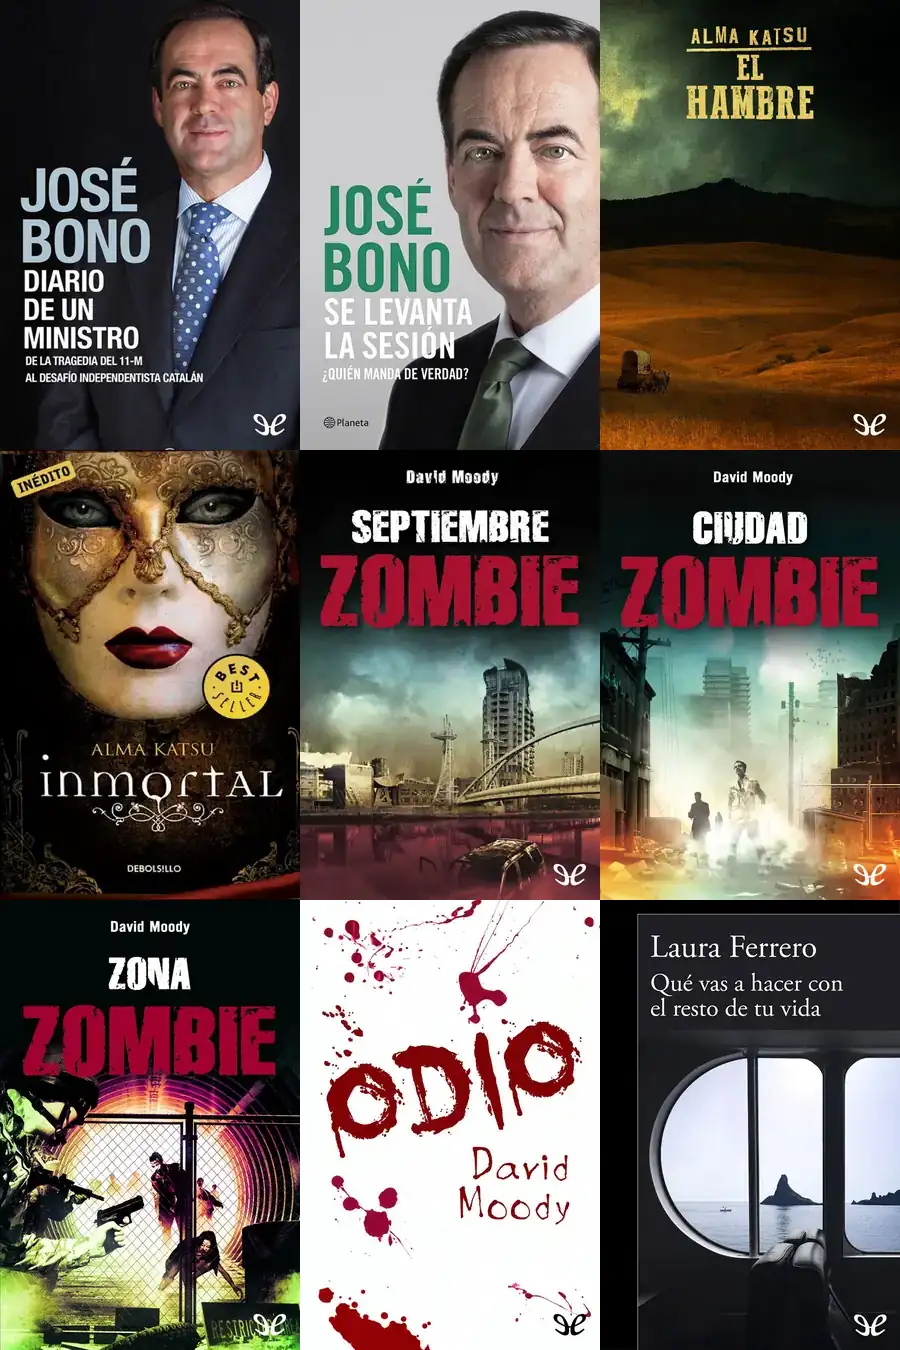 JOSÉ
BONO
DIARIO
DE UN
MINISTRO
DE LA TRAGEDIA DEL 11-M
AL DESAFÍO INDEPENDENTISTA CATALÁN
JOSÉ
BONO
SE LEVANTA
LA SESIÓN
¿QUIÉN MANDA DE VERDAD?
Planeta
ALMA KATSU
EL
HAMBRE
INÉDITO
BEST
SELLER
ALMA KATSU
inmortal
DEBOLS!LLO
David Moody
SEPTIEMBRE
ZOMBIE
David Moody
CIUDAD
ZOMBIE
David Moody
ZONA
ZOMBIE
ODIO
David
Moody
Laura Ferrero
Qué vas a hacer con
el resto de tu vida